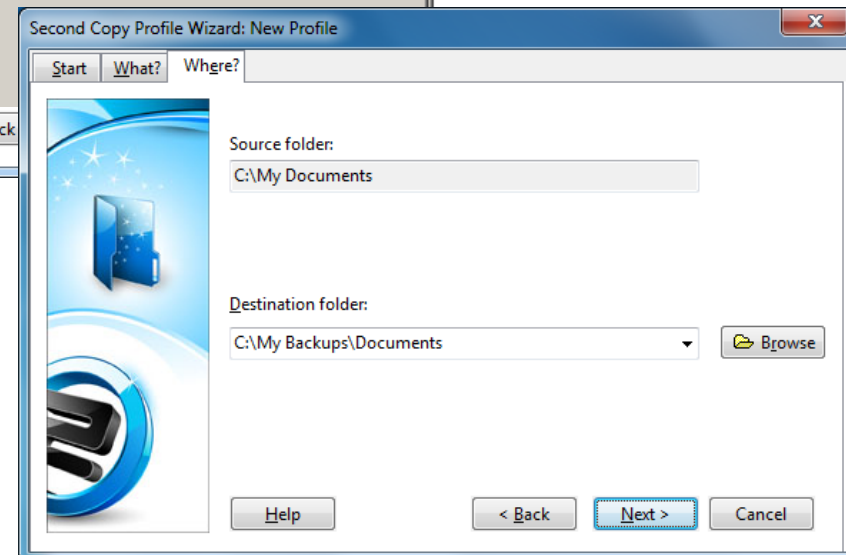 Second Copy Profile Wizard: New Profile
Start What? Where?
ck
Source folder:
C:\My Documents
Destination folder:
C:\My Backups\Documents
Browse
Help < Back Next > Cancel